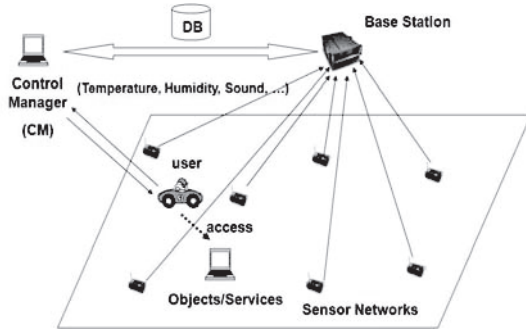 DB
Base Station
Control
Manager
(CM)
(Temperature, Humidity, Sound, ...)
user
access
Objects/Services
Sensor Networks